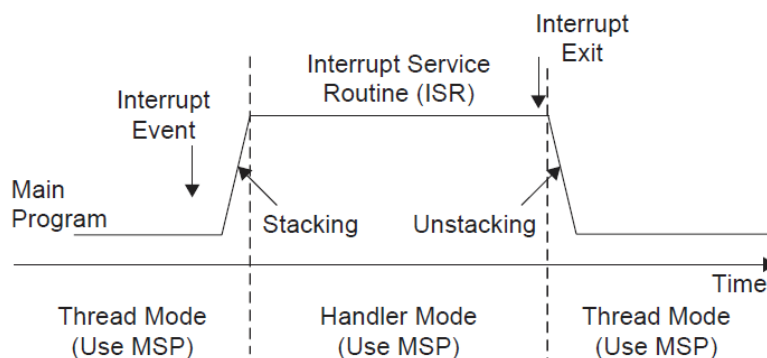 Interrupt
Exit
Interrupt Service
Routine (ISR)
Interrupt
Event
Main
Program
Stacking
Unstacking
Time
Thread Mode
(Use MSP)
Handler Mode
(Use MSP)
Thread Mode
(Use MSP)